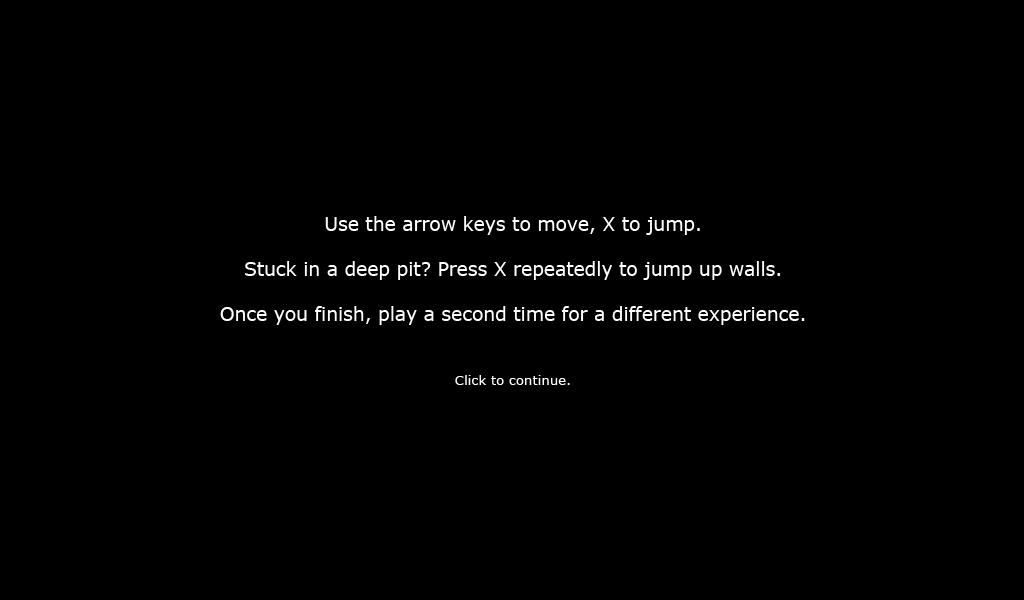 Use the arrow keys to move, X to jump.
Stuck in a deep pit? Press X repeatedly to jump up walls.
Once you finish, play a second time for a different experience.
Click to continue.